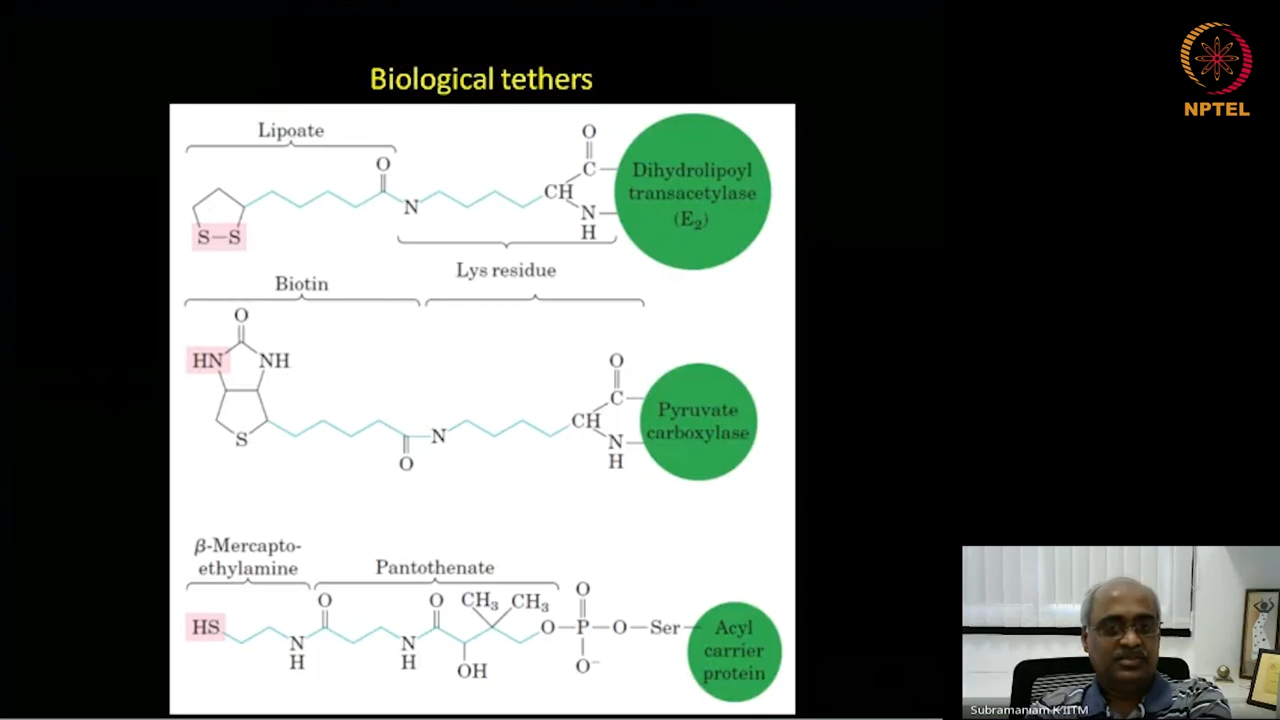 Biological tethers
NPTEL
Lipoate
O
C
CH
N
N
H
S–S
Dihydrolipoyl
transacetylase
(E₂)
Lys residue
Biotin
O
HN
NH
S
O
N
O
C
CH
N
H
Pyruvate
carboxylase
β-Mercapto-
ethylamine
Pantothenate
HS
N
H
O
N
H
O
CH₃ CH₃
OH
O–P–O–Ser
O
O⁻
Acyl
carrier
protein
Subramaniam K IITM